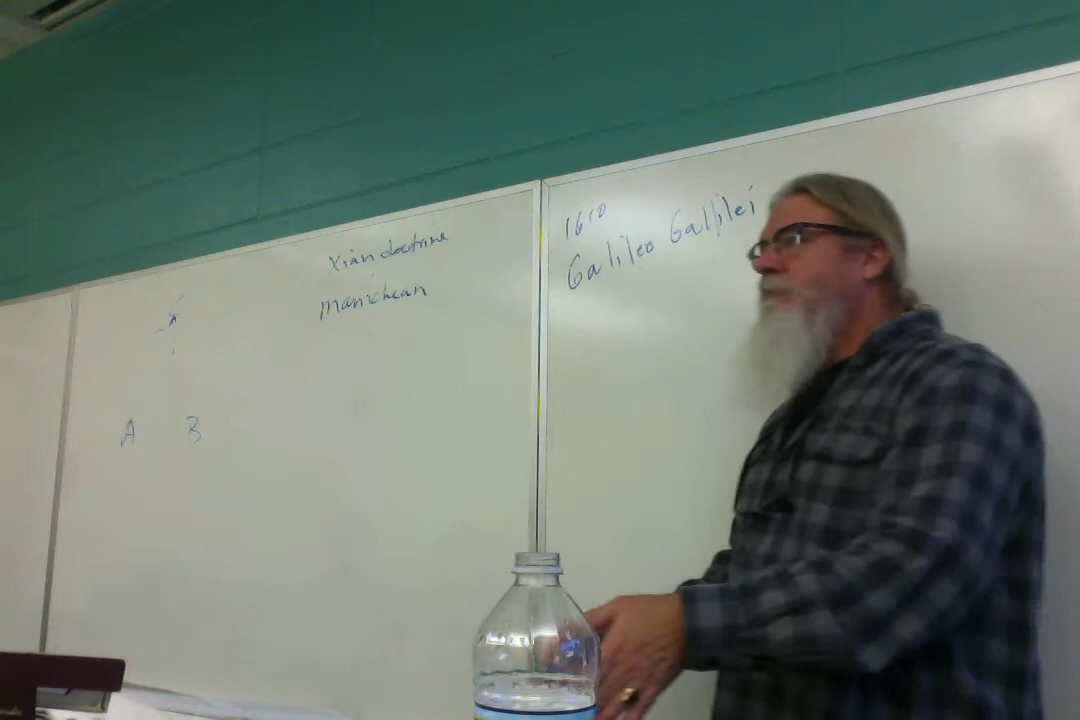 xian doctrine
manichean
A B
1610
Galileo Galilei